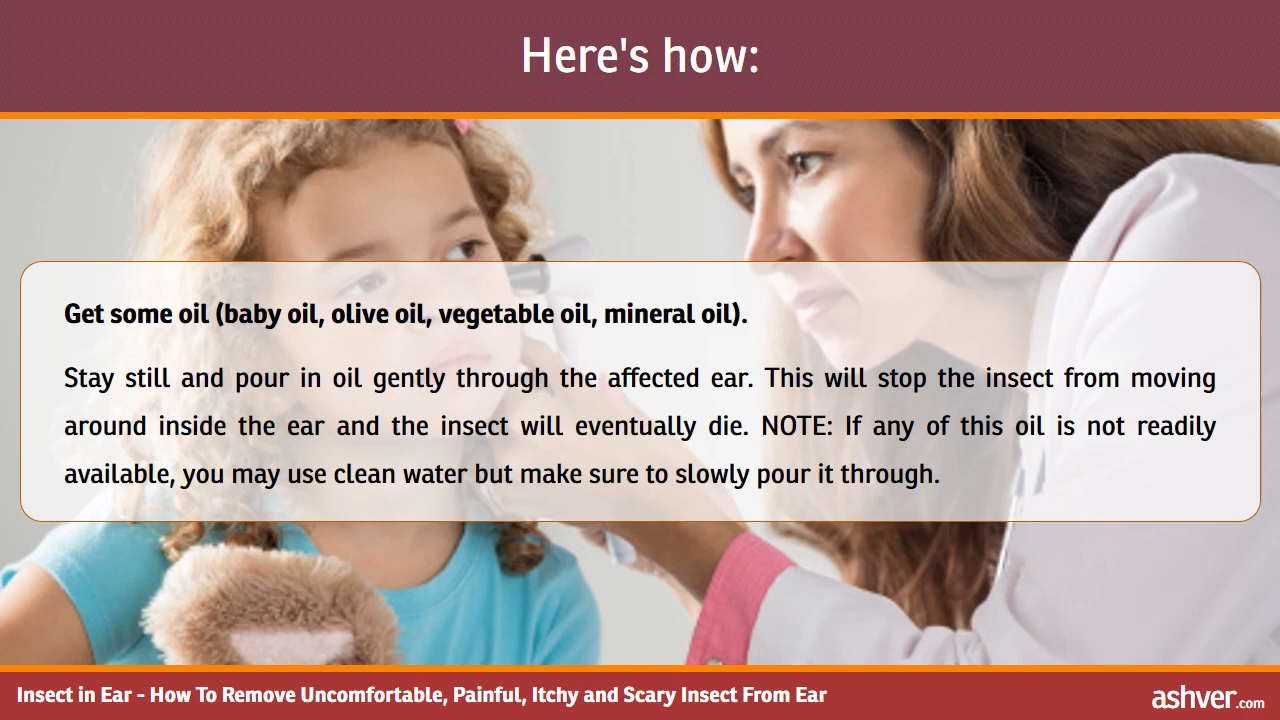 Here's how:
Get some oil (baby oil, olive oil, vegetable oil, mineral oil).
Stay still and pour in oil gently through the affected ear. This will stop the insect from moving
around inside the ear and the insect will eventually die. NOTE: If any of this oil is not readily
available, you may use clean water but make sure to slowly pour it through.
Insect in Ear - How To Remove Uncomfortable, Painful, Itchy and Scary Insect From Ear
ashver.com